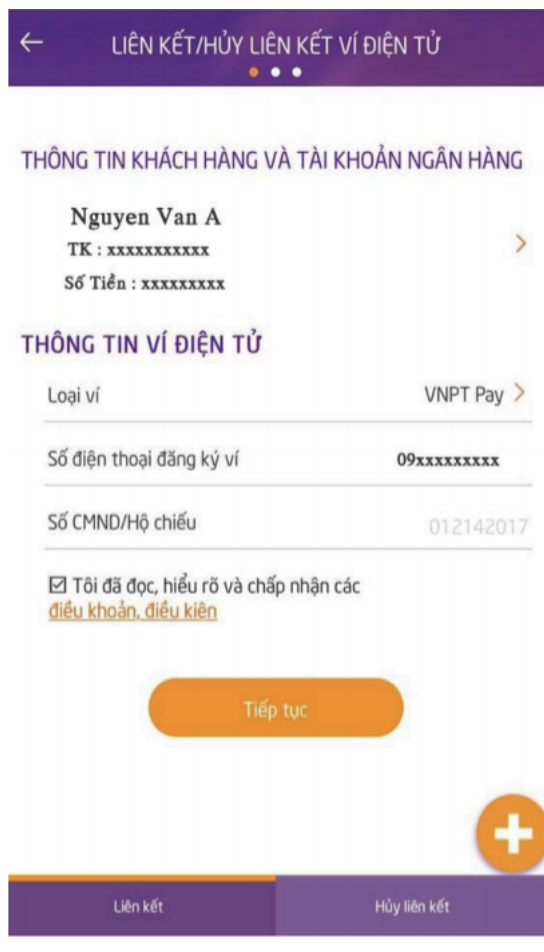 LIÊN KẾT/HỦY LIÊN KẾT VÍ ĐIỆN TỬ
THÔNG TIN KHÁCH HÀNG VÀ TÀI KHOẢN NGÂN HÀNG
Nguyen Van A
TK : xxxxxxxxxxx
Số Tiền : xxxxxxxxx
THÔNG TIN VÍ ĐIỆN TỬ
Loại ví VNPT Pay
Số điện thoại đăng ký ví 09xxxxxxxxx
Số CMND/Hộ chiếu 012142017
Tôi đã đọc, hiểu rõ và chấp nhận các
điều khoản, điều kiện
Tiếp tục
Liên kết Hủy liên kết